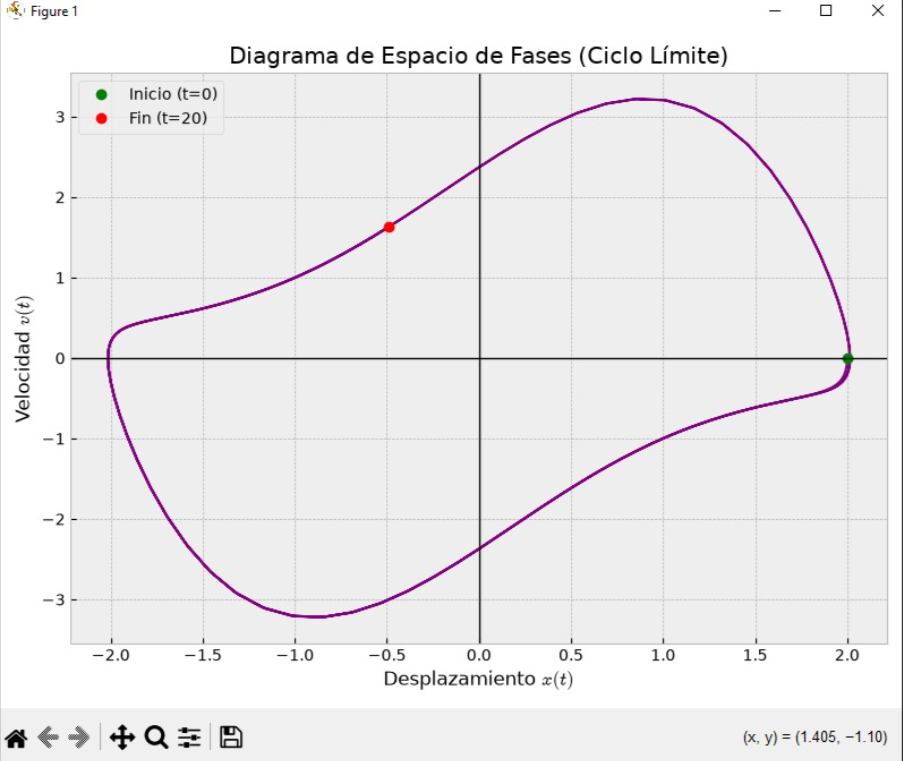 Figure 1
Diagrama de Espacio de Fases (Ciclo Límite)
Inicio (t=0)
Fin (t=20)
3
2
1
0
−1
−2
−3
Velocidad v(t)
−2.0 −1.5 −1.0 −0.5 0.0 0.5 1.0 1.5 2.0
Desplazamiento x(t)
(x, y) = (1.405, −1.10)